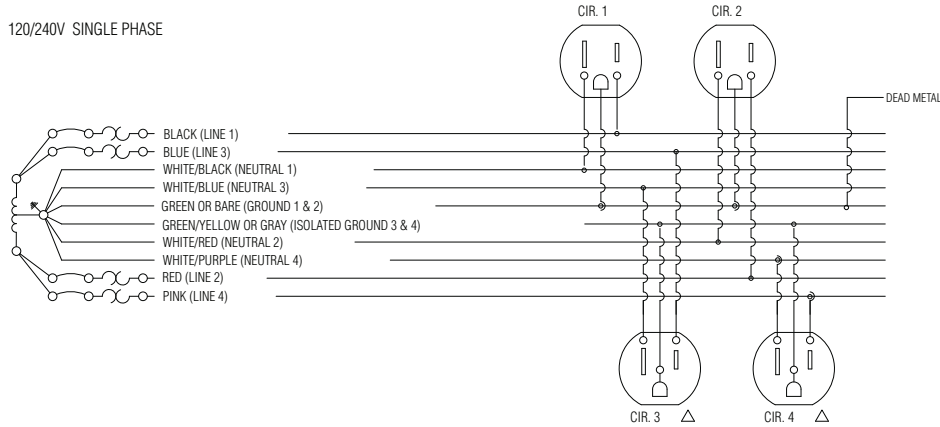 120/240V SINGLE PHASE
CIR. 1
CIR. 2
DEAD METAL
BLACK (LINE 1)
BLUE (LINE 3)
WHITE/BLACK (NEUTRAL 1)
WHITE/BLUE (NEUTRAL 3)
GREEN OR BARE (GROUND 1 & 2)
GREEN/YELLOW OR GRAY (ISOLATED GROUND 3 & 4)
WHITE/RED (NEUTRAL 2)
WHITE/PURPLE (NEUTRAL 4)
RED (LINE 2)
PINK (LINE 4)
CIR. 3
CIR. 4